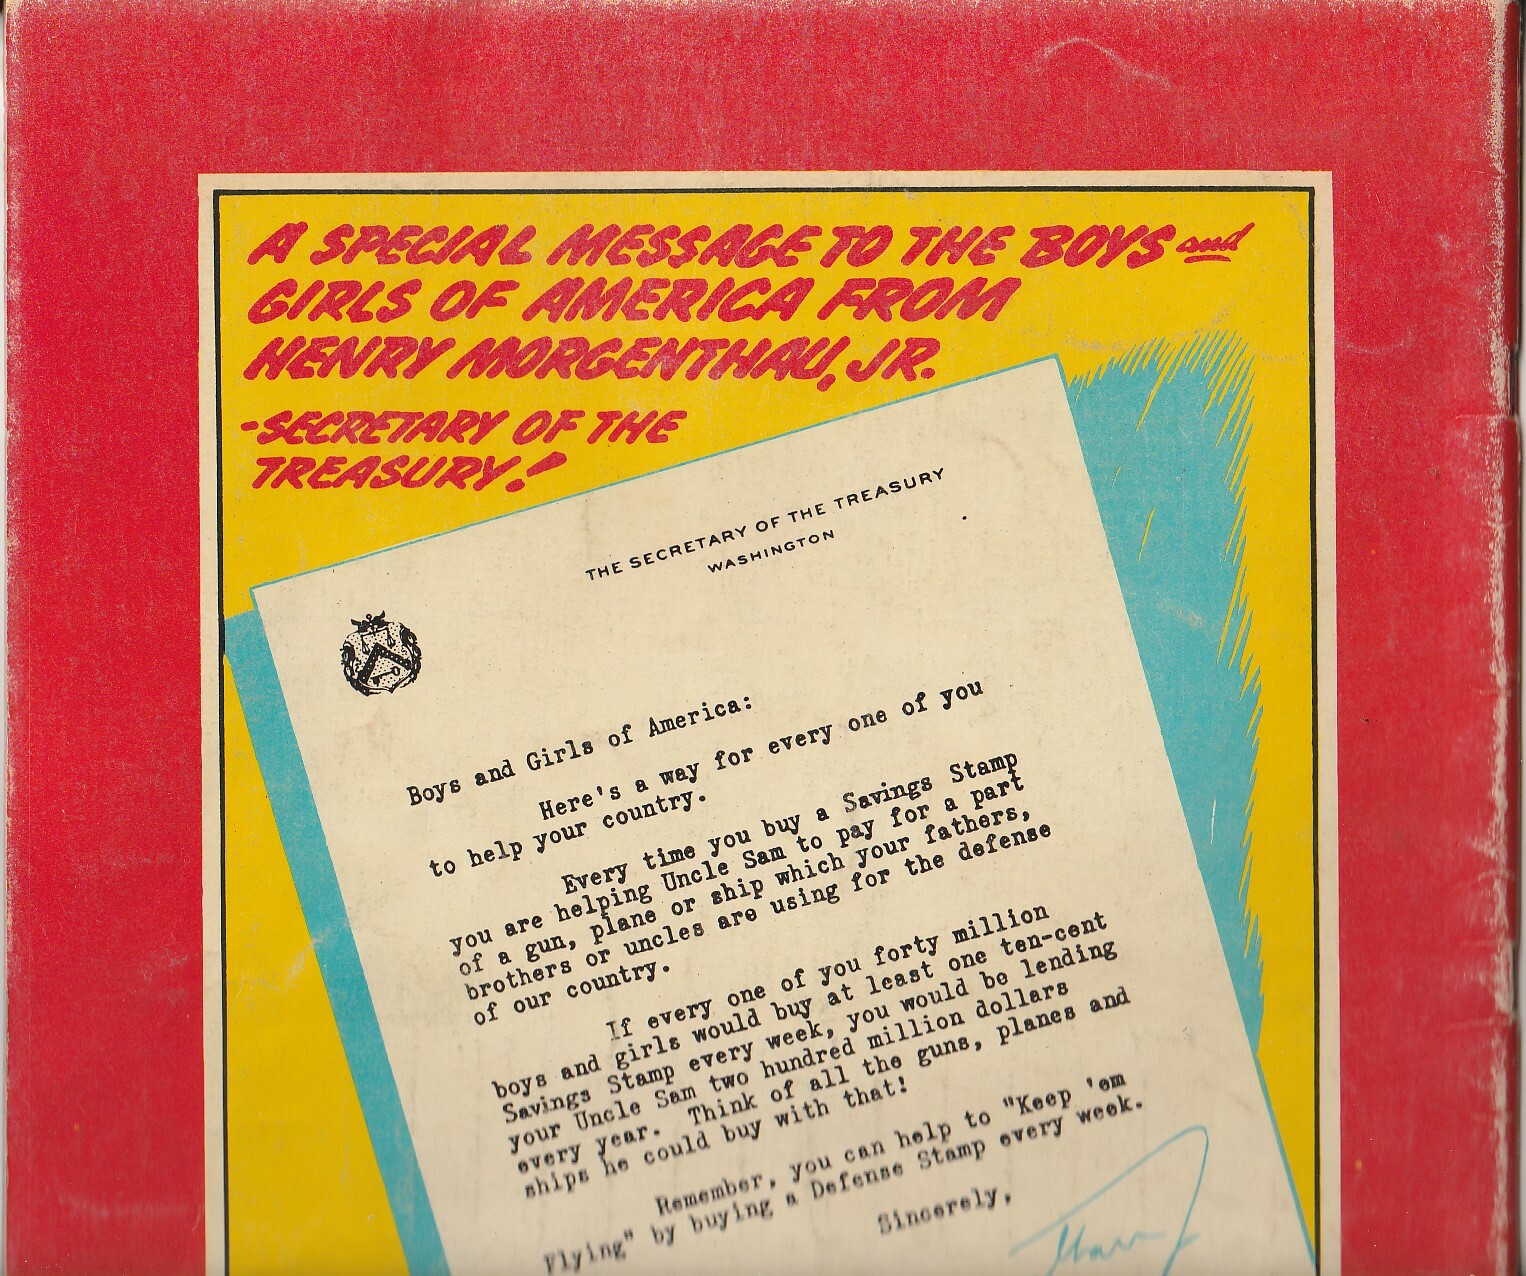 A SPECIAL MESSAGE TO THE BOYS and
GIRLS OF AMERICA FROM
HENRY MORGENTHAU, JR.
-SECRETARY OF THE
TREASURY!
THE SECRETARY OF THE TREASURY
WASHINGTON
Boys and Girls of America:
Here's a way for every one of you
to help your country.
Every time you buy a Savings Stamp
you are helping Uncle Sam to pay for a part
of a gun, plane or ship which your fathers,
brothers or uncles are using for the defense
of our country.
If every one of you forty million
boys and girls would buy at least one ten-cent
Savings Stamp every week, you would be lending
your Uncle Sam two hundred million dollars
every year. Think of all the guns, planes and
ships he could buy with that!
Remember, you can help to "Keep 'em
Flying" by buying a Defense Stamp every week.
Sincerely,